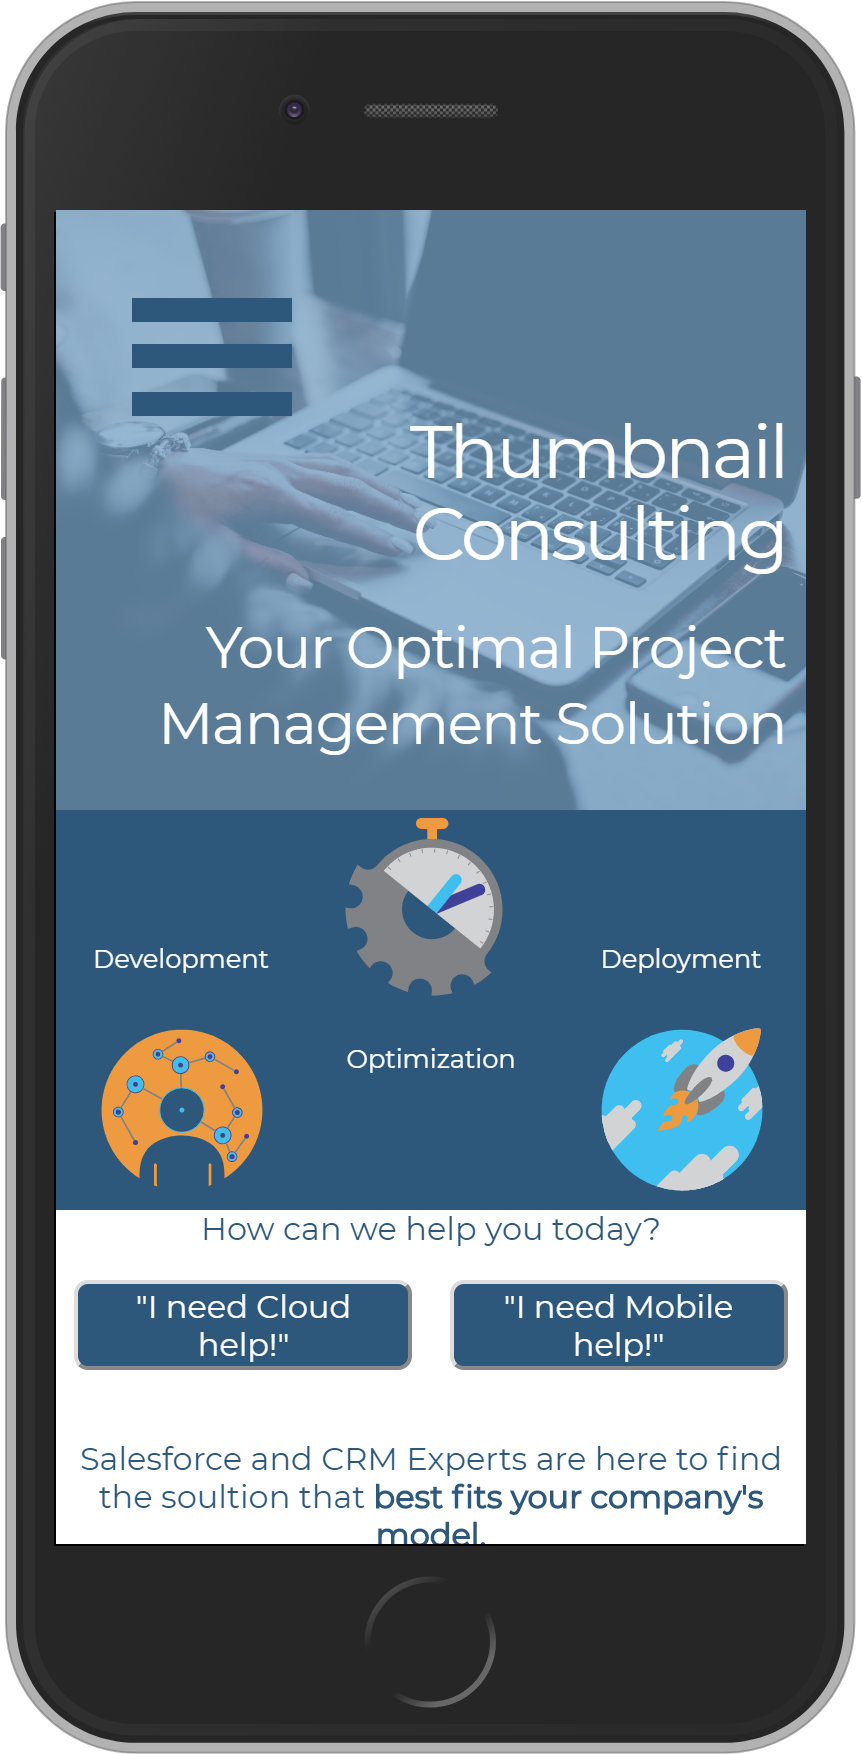 Thumbnail
Consulting
Your Optimal Project
Management Solution
Development
Deployment
Optimization
How can we help you today?
"I need Cloud
help!"
"I need Mobile
help!"
Salesforce and CRM Experts are here to find
the soultion that best fits your company's
model.